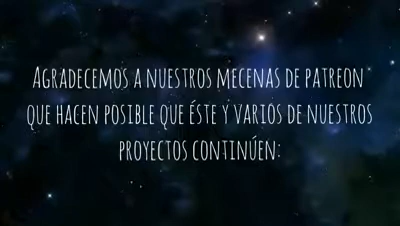 Agradecemos a nuestros mecenas de patreon
que hacen posible que éste y varios de nuestros
proyectos continúen: